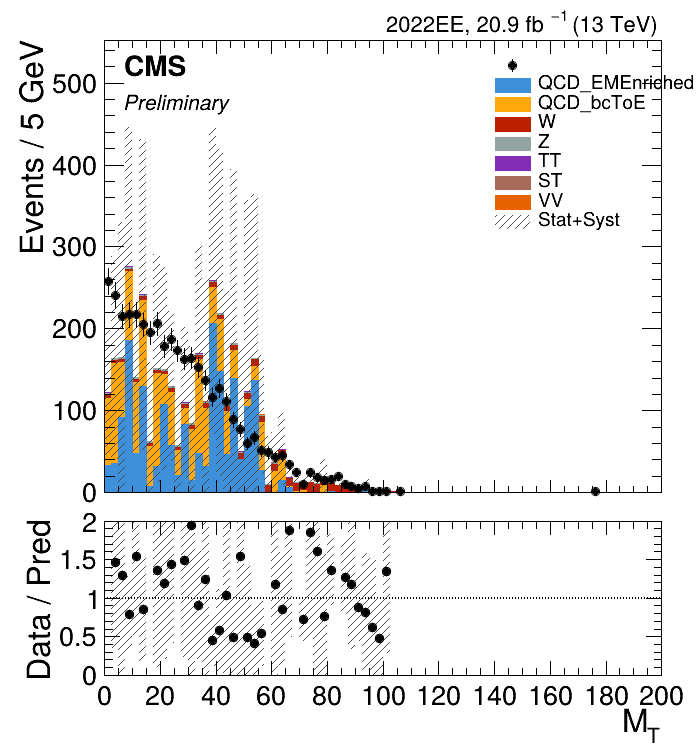 2022EE, 20.9 fb⁻¹ (13 TeV)
CMS
Preliminary
QCD_EMEnriched
QCD_bcToE
W
Z
TT
ST
VV
Stat+Syst
Events / 5 GeV
500
400
300
200
100
0
Data / Pred
2
1.5
1
0.5
0
0 20 40 60 80 100 120 140 160 180 200
M_T